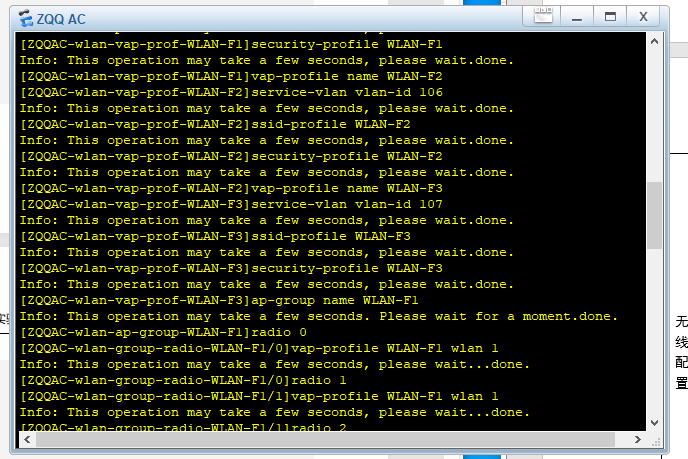 ZQQ AC
[ZQQAC-wlan-vap-prof-WLAN-F1]security-profile WLAN-F1
Info: This operation may take a few seconds, please wait.done.
[ZQQAC-wlan-vap-prof-WLAN-F1]vap-profile name WLAN-F2
[ZQQAC-wlan-vap-prof-WLAN-F2]service-vlan vlan-id 106
Info: This operation may take a few seconds, please wait.done.
[ZQQAC-wlan-vap-prof-WLAN-F2]ssid-profile WLAN-F2
Info: This operation may take a few seconds, please wait.done.
[ZQQAC-wlan-vap-prof-WLAN-F2]security-profile WLAN-F2
Info: This operation may take a few seconds, please wait.done.
[ZQQAC-wlan-vap-prof-WLAN-F2]vap-profile name WLAN-F3
[ZQQAC-wlan-vap-prof-WLAN-F3]service-vlan vlan-id 107
Info: This operation may take a few seconds, please wait.done.
[ZQQAC-wlan-vap-prof-WLAN-F3]ssid-profile WLAN-F3
Info: This operation may take a few seconds, please wait.done.
[ZQQAC-wlan-vap-prof-WLAN-F3]security-profile WLAN-F3
Info: This operation may take a few seconds, please wait.done.
[ZQQAC-wlan-vap-prof-WLAN-F3]ap-group name WLAN-F1
Info: This operation may take a few seconds. Please wait for a moment.done.
[ZQQAC-wlan-ap-group-WLAN-F1]radio 0
[ZQQAC-wlan-group-radio-WLAN-F1/0]vap-profile WLAN-F1 wlan 1
Info: This operation may take a few seconds, please wait...done.
[ZQQAC-wlan-group-radio-WLAN-F1/0]radio 1
[ZQQAC-wlan-group-radio-WLAN-F1/1]vap-profile WLAN-F1 wlan 1
Info: This operation may take a few seconds, please wait...done.
[ZQQAC-wlan-group-radio-WLAN-F1/1]radio 2
无
线
配
置